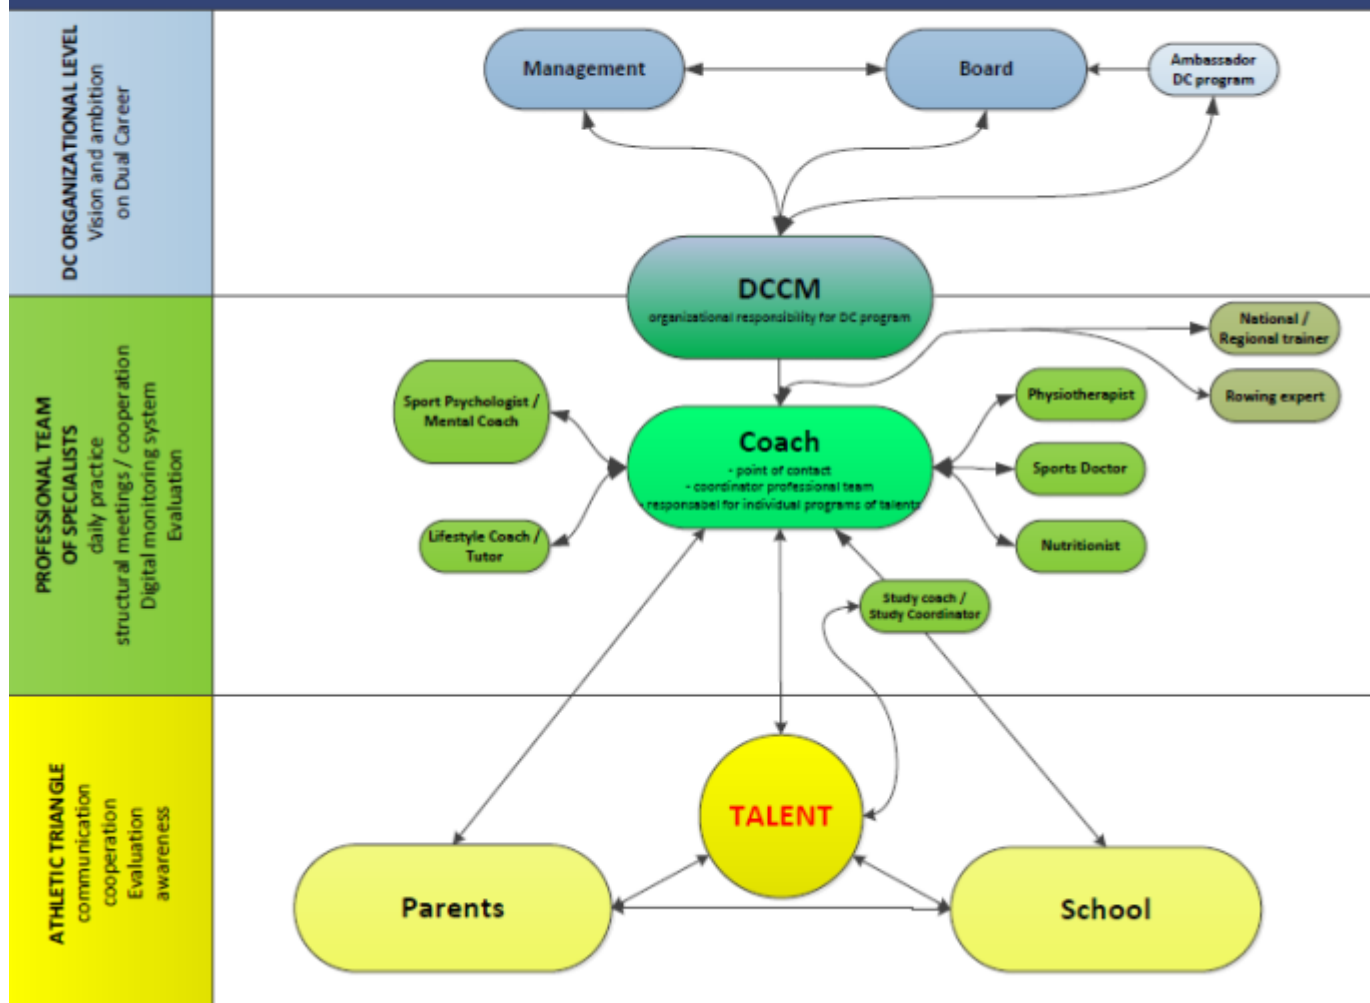 DC ORGANIZATIONAL LEVEL
Vision and ambition
on Dual Career
Management
Board
Ambassador
DC program
DCCM
organizational responsibility for DC program
PROFESSIONAL TEAM
OF SPECIALISTS
daily practice
structural meetings / cooperation
Digital monitoring system
Evaluation
National /
Regional trainer
Rowing expert
Sport Psychologist /
Mental Coach
Lifestyle Coach /
Tutor
Coach
- point of contact
- coordinator professional team
- responsabel for individual programs of talents
Physiotherapist
Sports Doctor
Nutritionist
Study coach /
Study Coordinator
ATHLETIC TRIANGLE
communication
cooperation
Evaluation
awareness
TALENT
Parents
School